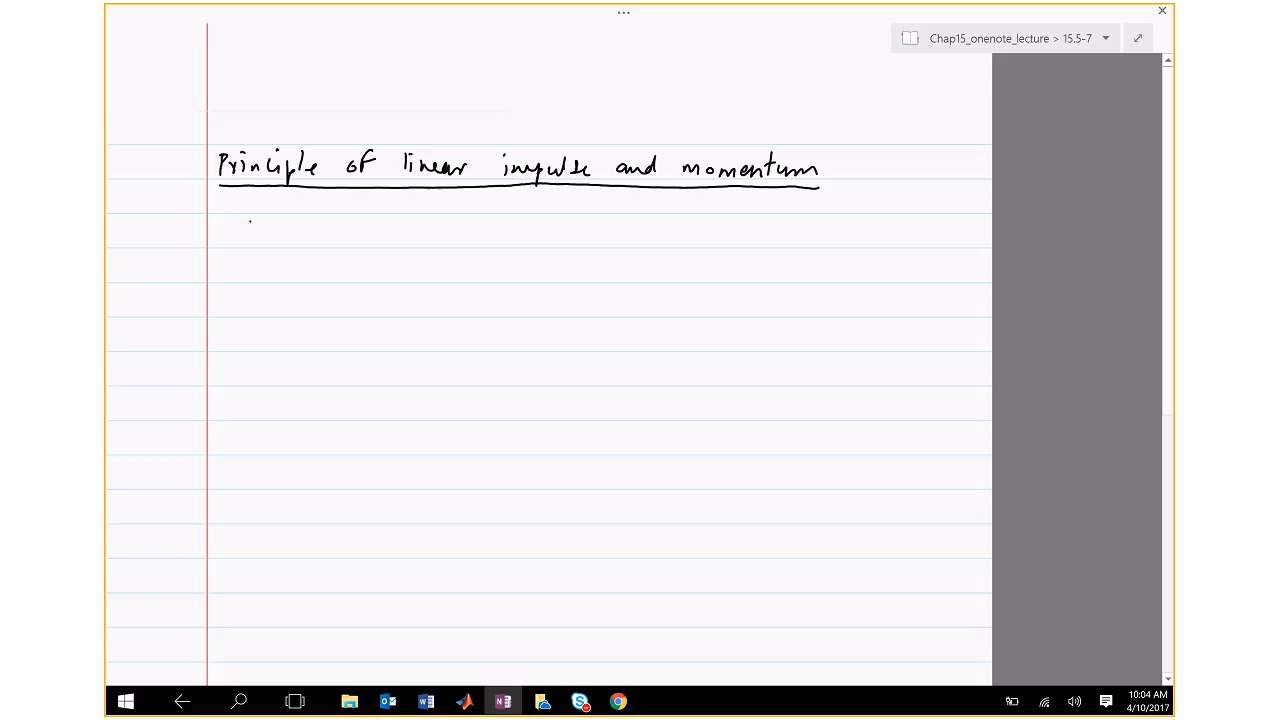 ...
Chap15_onenote_lecture > 15.5-7
Principle of linear impulse and momentum
10:04 AM
4/10/2017